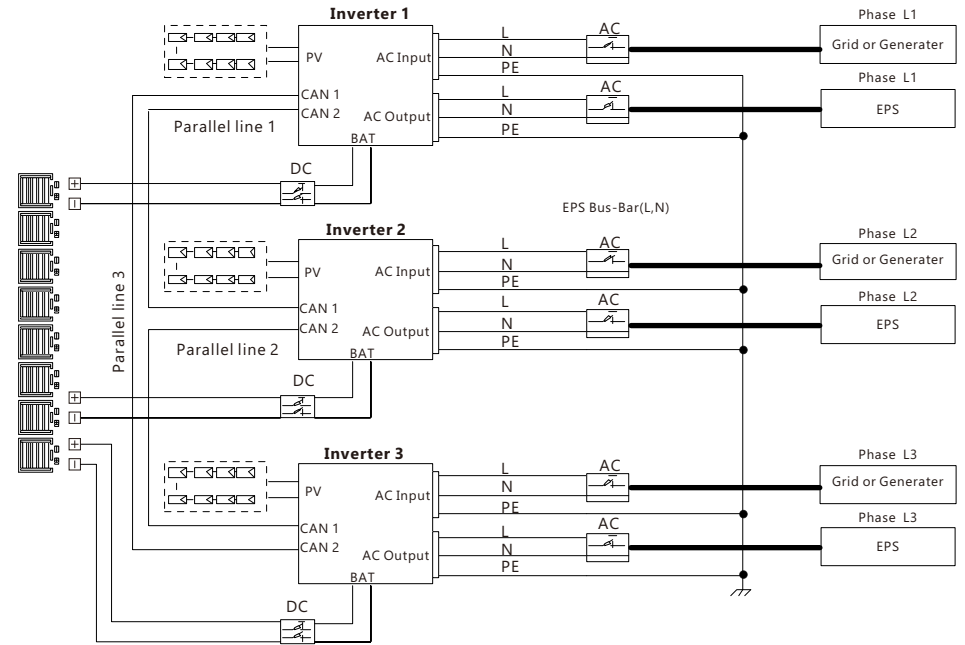 Inverter 1
PV
CAN 1
CAN 2
AC Input
AC Output
BAT
Parallel line 1
DC
+
−
L
N
PE
L
N
PE
AC
AC
Phase L1
Grid or Generater
Phase L1
EPS
EPS Bus-Bar(L,N)
Parallel line 3
Inverter 2
PV
CAN 1
CAN 2
AC Input
AC Output
BAT
Parallel line 2
DC
+
−
L
N
PE
L
N
PE
AC
AC
Phase L2
Grid or Generater
Phase L2
EPS
+
−
Inverter 3
PV
CAN 1
CAN 2
AC Input
AC Output
BAT
DC
L
N
PE
L
N
PE
AC
AC
Phase L3
Grid or Generater
Phase L3
EPS